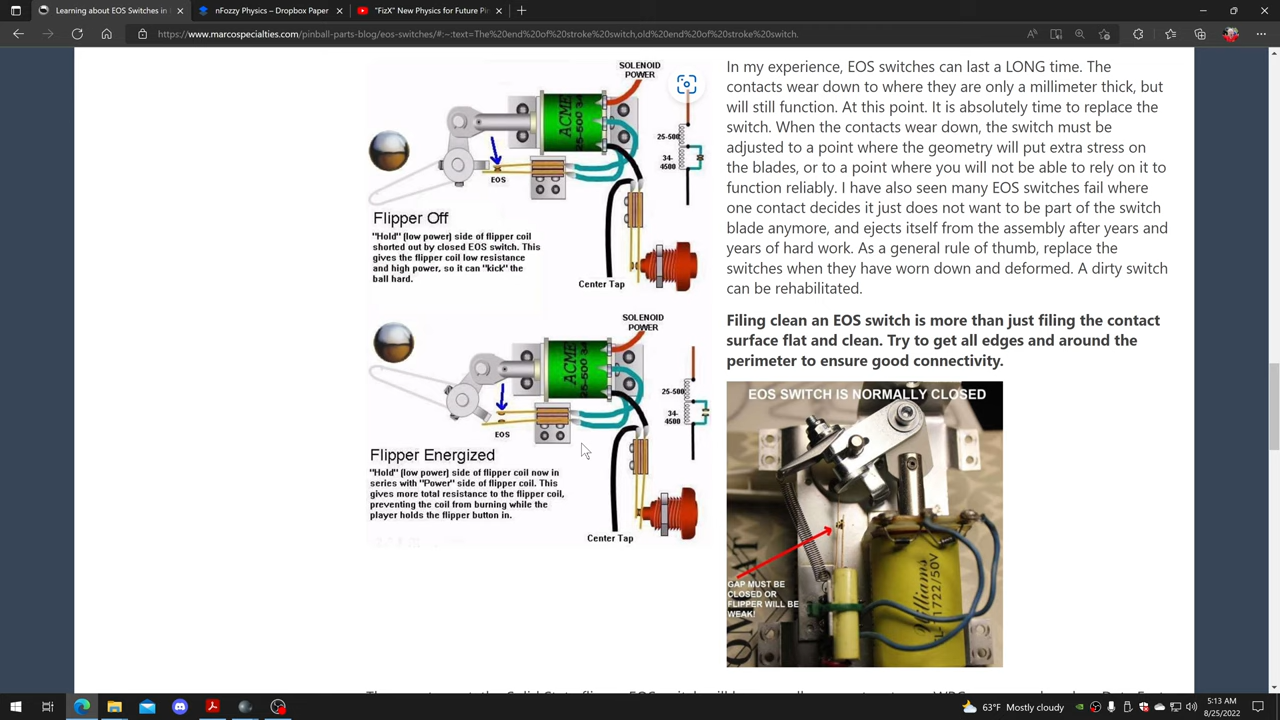 Learning about EOS Switches in
nFozzy Physics – Dropbox Paper
"FizX" New Physics for Future Pin
https://www.marcospecialties.com/pinball-parts-blog/eos-switches/#:~:text=The%20end%20of%20stroke%20switch,old%20end%20of%20stroke%20switch.
SOLENOID
POWER
ACME
25-500
34-
4500
EOS
Flipper Off
"Hold" (low power) side of flipper coil
shorted out by closed EOS switch. This
gives the flipper coil low resistance
and high power, so it can "kick" the
ball hard.
Center Tap
SOLENOID
POWER
ACME
25-500
34-
4500
EOS
Flipper Energized
"Hold" (low power) side of flipper coil now in
series with "Power" side of flipper coil. This
gives more total resistance to the flipper coil,
preventing the coil from burning while the
player holds the flipper button in.
Center Tap
In my experience, EOS switches can last a LONG time. The
contacts wear down to where they are only a millimeter thick, but
will still function. At this point. It is absolutely time to replace the
switch. When the contacts wear down, the switch must be
adjusted to a point where the geometry will put extra stress on
the blades, or to a point where you will not be able to rely on it to
function reliably. I have also seen many EOS switches fail where
one contact decides it just does not want to be part of the switch
blade anymore, and ejects itself from the assembly after years and
years of hard work. As a general rule of thumb, replace the
switches when they have worn down and deformed. A dirty switch
can be rehabilitated.
Filing clean an EOS switch is more than just filing the contact
surface flat and clean. Try to get all edges and around the
perimeter to ensure good connectivity.
EOS SWITCH IS NORMALLY CLOSED
GAP MUST BE
CLOSED OR
FLIPPER WILL BE
WEAK!
Williams
63°F Mostly cloudy
5:13 AM
8/25/2022